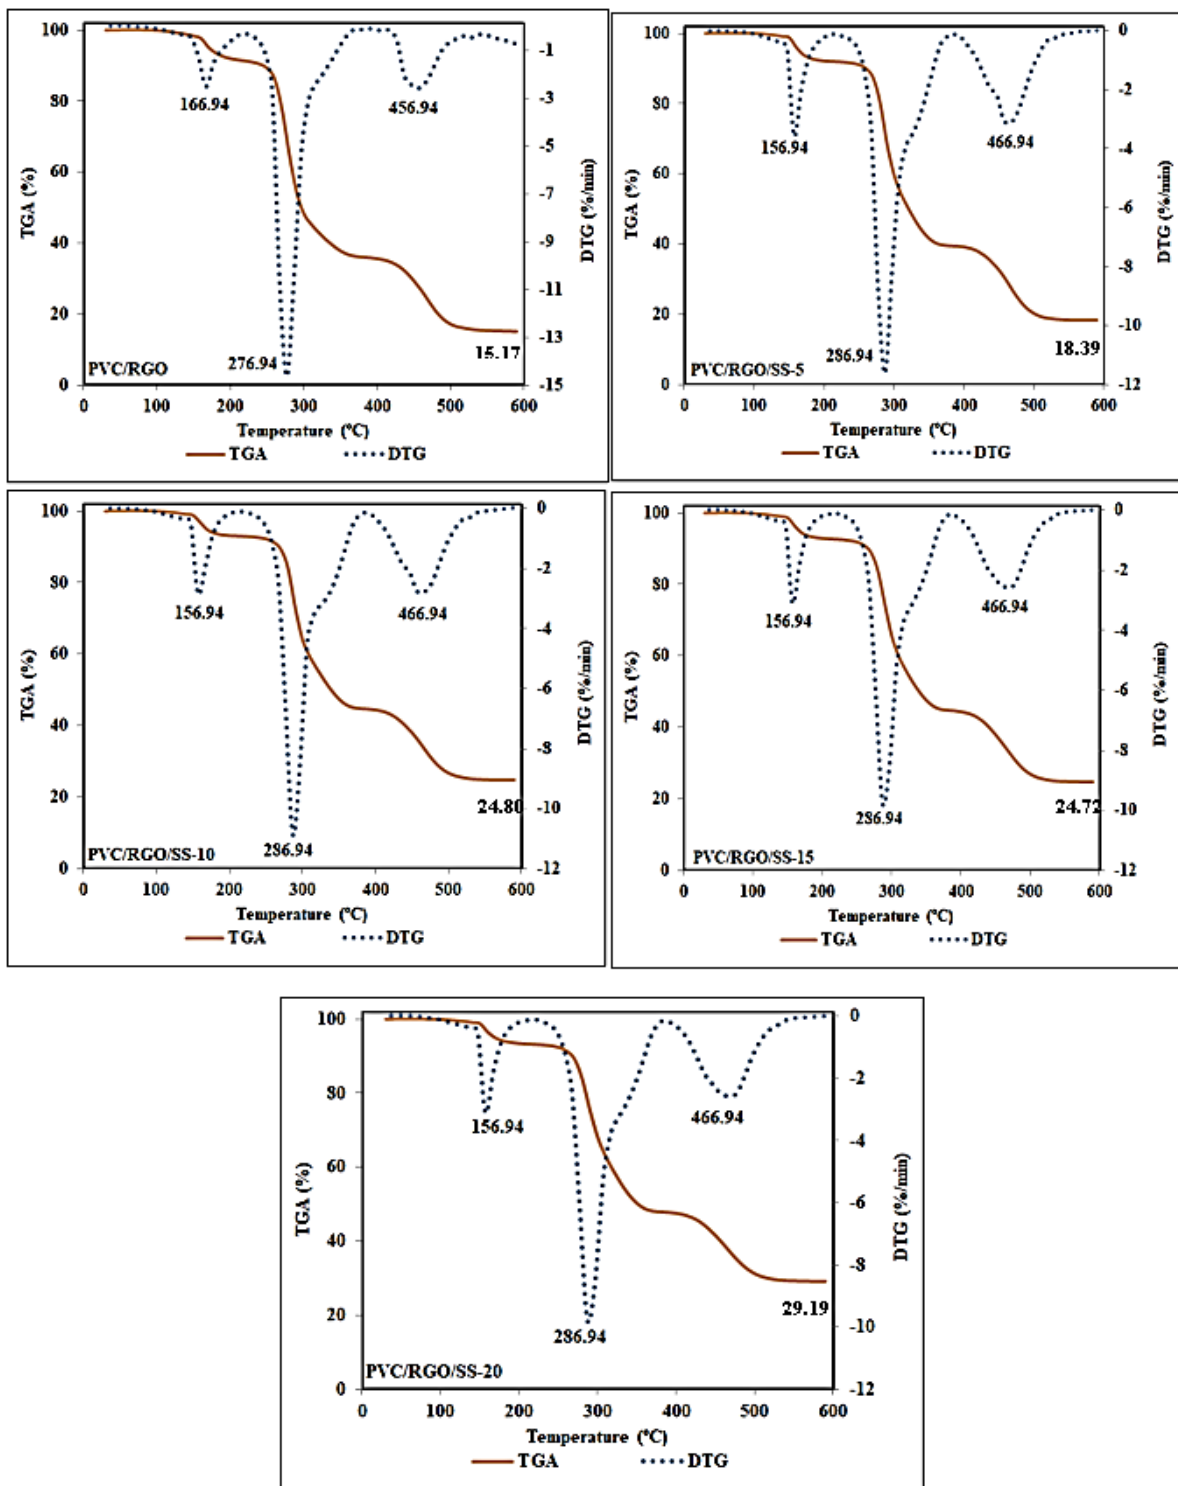 100
80
60
40
20
0
TGA (%)
-1
-3
-5
-7
-9
-11
-13
-15
DTG (%/min)
166.94
456.94
276.94
15.17
PVC/RGO
0 100 200 300 400 500 600
Temperature (ºC)
TGA DTG
100
80
60
40
20
0
TGA (%)
0
-2
-4
-6
-8
-10
-12
DTG (%/min)
156.94
466.94
286.94
18.39
PVC/RGO/SS-5
0 100 200 300 400 500 600
Temperature (ºC)
TGA DTG
100
80
60
40
20
0
TGA (%)
0
-2
-4
-6
-8
-10
-12
DTG (%/min)
156.94
466.94
24.80
286.94
PVC/RGO/SS-10
0 100 200 300 400 500 600
Temperature (ºC)
TGA DTG
100
80
60
40
20
0
TGA (%)
0
-2
-4
-6
-8
-10
-12
DTG (%/min)
156.94
466.94
24.72
286.94
PVC/RGO/SS-15
0 100 200 300 400 500 600
Temperature (ºC)
TGA DTG
100
80
60
40
20
0
TGA (%)
0
-2
-4
-6
-8
-10
-12
DTG (%/min)
156.94
466.94
29.19
286.94
PVC/RGO/SS-20
0 100 200 300 400 500 600
Temperature (ºC)
TGA DTG